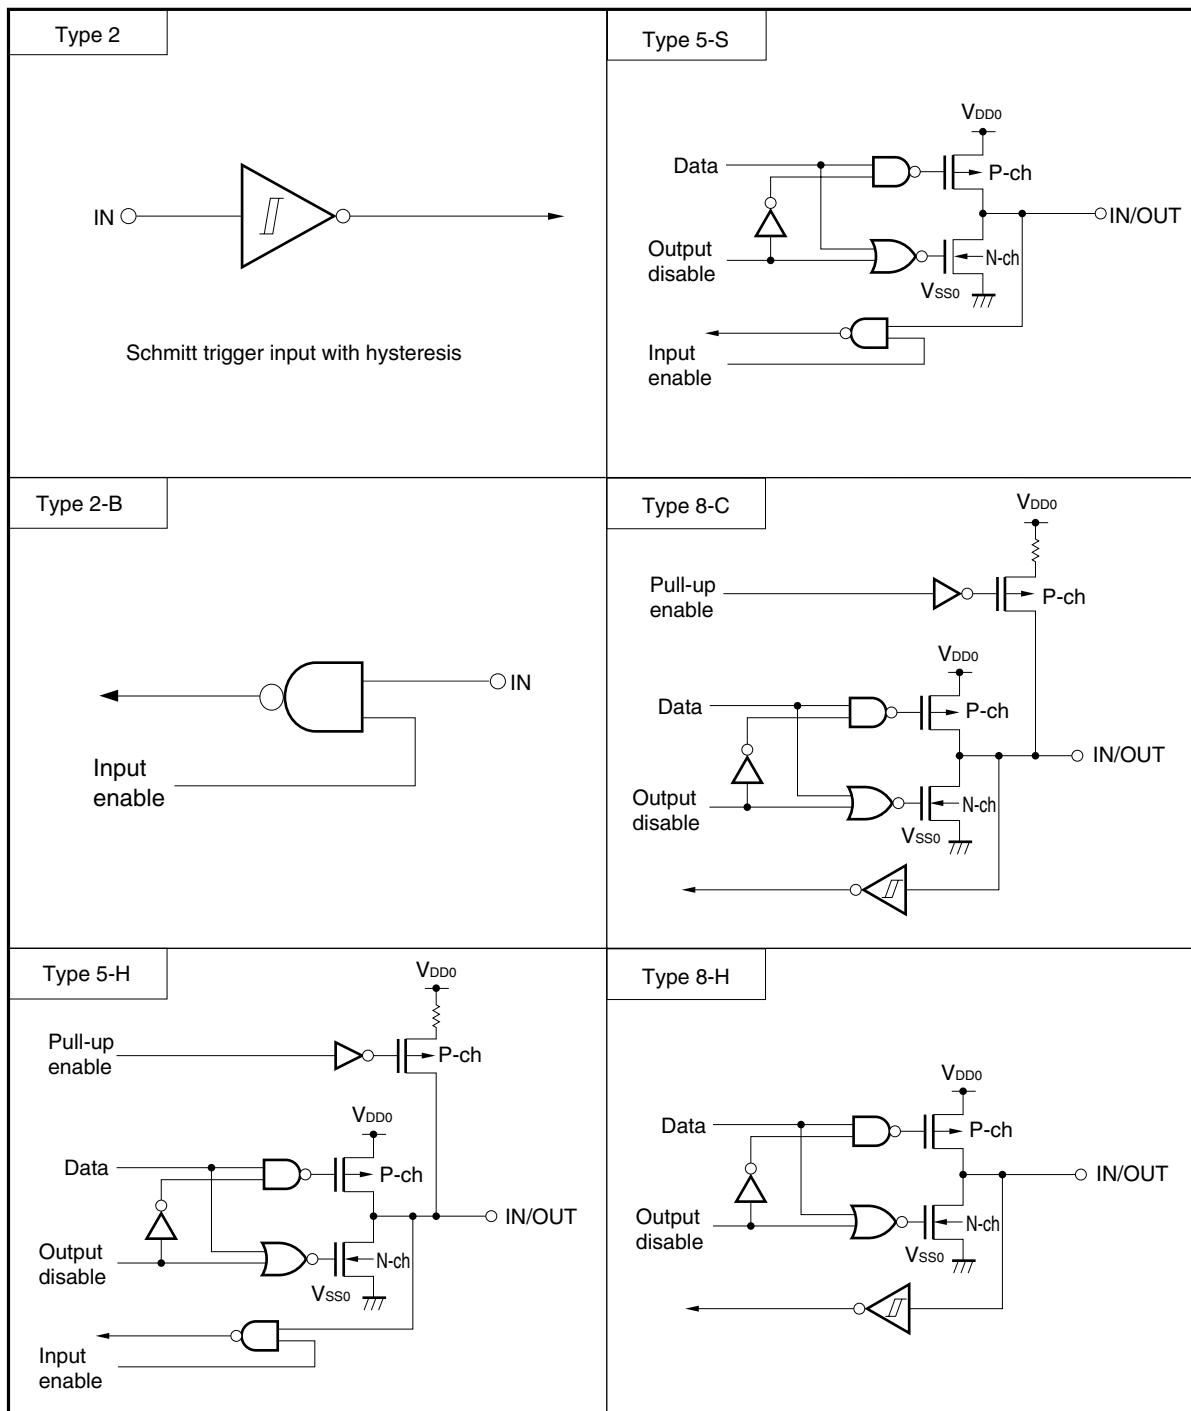 Type 2
IN
Schmitt trigger input with hysteresis
Type 5-S
VDD0
Data
P-ch
IN/OUT
Output
disable
N-ch
VSS0
Input
enable
Type 2-B
IN
Input
enable
Type 8-C
VDD0
Pull-up
enable
P-ch
VDD0
Data
P-ch
IN/OUT
Output
disable
N-ch
VSS0
Type 5-H
VDD0
Pull-up
enable
P-ch
VDD0
Data
P-ch
IN/OUT
Output
disable
N-ch
VSS0
Input
enable
Type 8-H
VDD0
Data
P-ch
IN/OUT
Output
disable
N-ch
VSS0